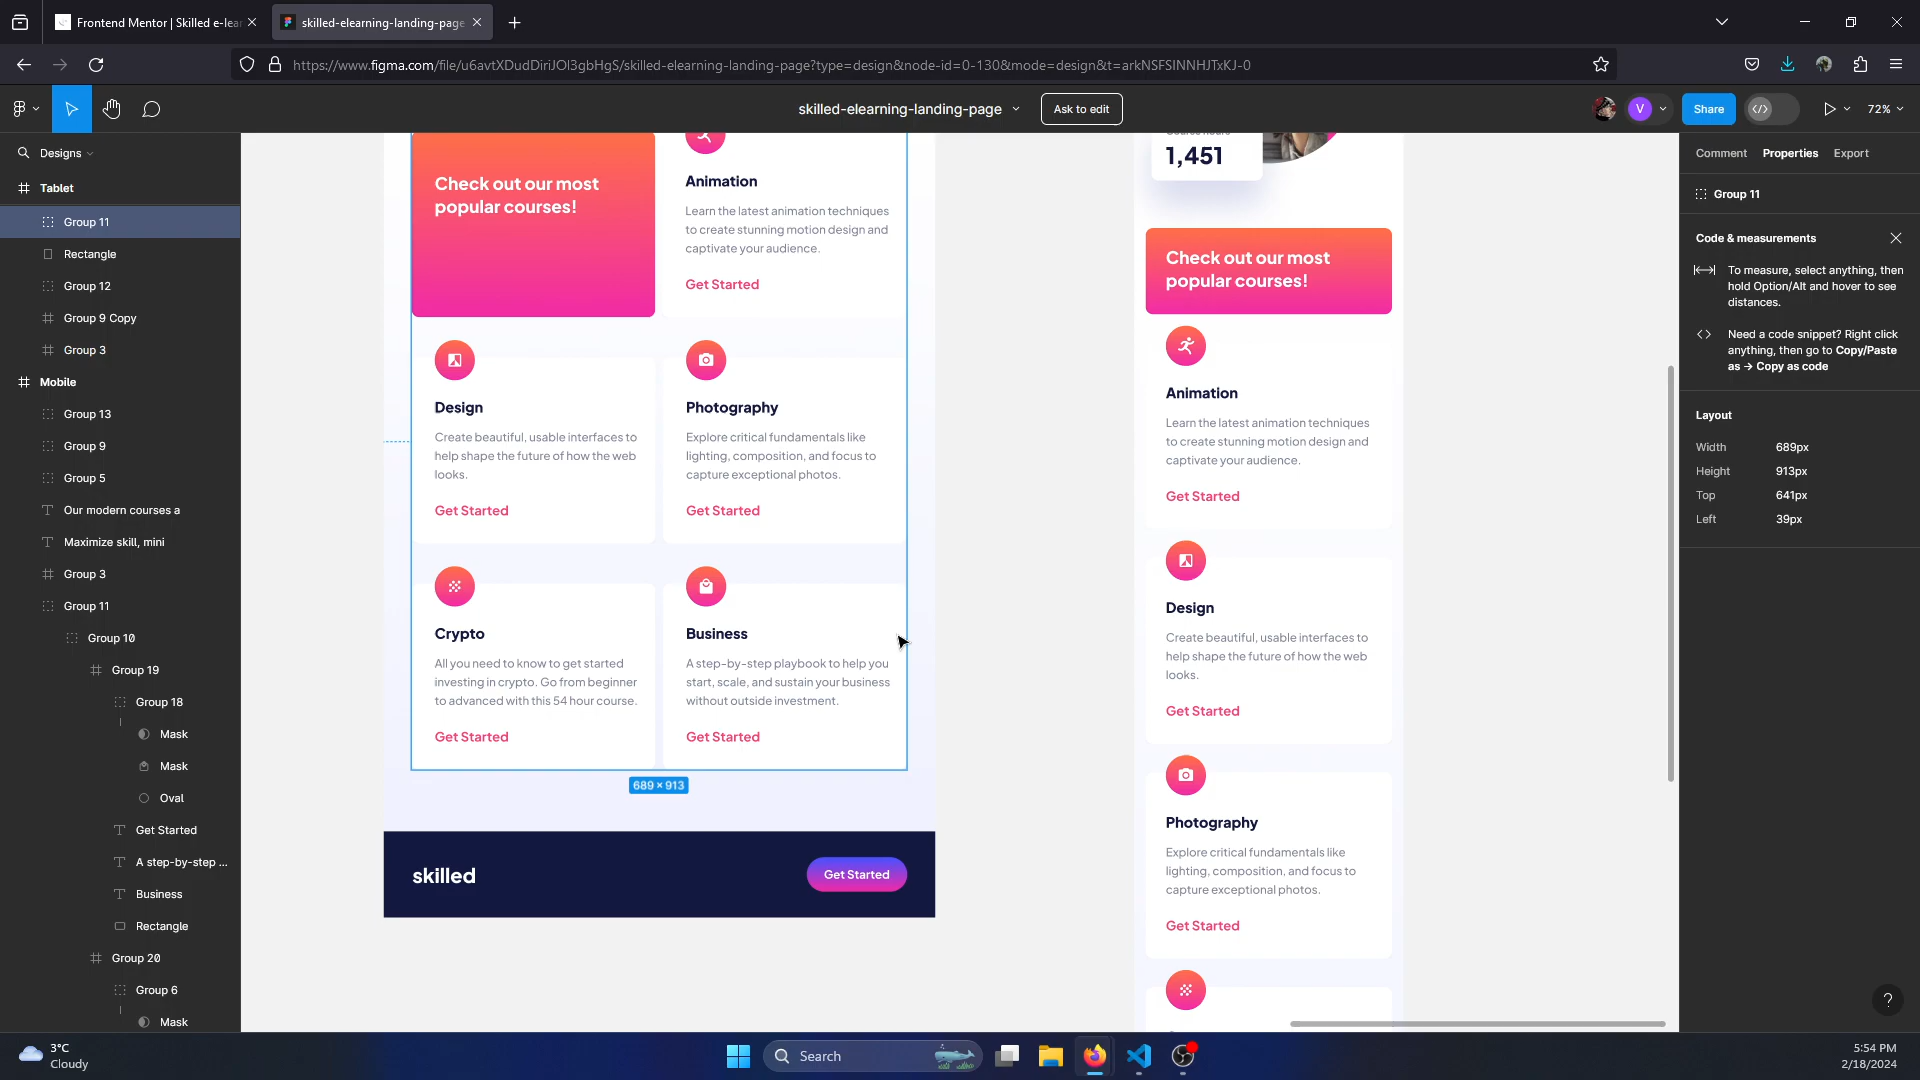 Frontend Mentor | Skilled e-lea
skilled-elearning-landing-page
https://www.figma.com/file/u6avtXDudDiriJOl3gbHgS/skilled-elearning-landing-page?type=design&node-id=0-130&mode=design&t=arkNSFSINNHJTxKJ-0
skilled-elearning-landing-page
Ask to edit
V
Share
72%
Designs
Tablet
Group 11
Rectangle
Group 12
Group 9 Copy
Group 3
Mobile
Group 13
Group 9
Group 5
Our modern courses a
Maximize skill, mini
Group 3
Group 11
Group 10
Group 19
Group 18
Mask
Mask
Oval
Get Started
A step-by-step ...
Business
Rectangle
Group 20
Group 6
Mask
Check out our most
popular courses!
Animation
Learn the latest animation techniques
to create stunning motion design and
captivate your audience.
Get Started
Design
Create beautiful, usable interfaces to
help shape the future of how the web
looks.
Get Started
Photography
Explore critical fundamentals like
lighting, composition, and focus to
capture exceptional photos.
Get Started
Crypto
All you need to know to get started
investing in crypto. Go from beginner
to advanced with this 54 hour course.
Get Started
Business
A step-by-step playbook to help you
start, scale, and sustain your business
without outside investment.
Get Started
689 × 913
skilled
Get Started
1,451
Check out our most
popular courses!
Animation
Learn the latest animation techniques
to create stunning motion design and
captivate your audience.
Get Started
Design
Create beautiful, usable interfaces to
help shape the future of how the web
looks.
Get Started
Photography
Explore critical fundamentals like
lighting, composition, and focus to
capture exceptional photos.
Get Started
Comment
Properties
Export
Group 11
Code & measurements
To measure, select anything, then
hold Option/Alt and hover to see
distances.
Need a code snippet? Right click
anything, then go to Copy/Paste
as → Copy as code
Layout
Width 689px
Height 913px
Top 641px
Left 39px
?
3°C
Cloudy
Search
5:54 PM
2/18/2024